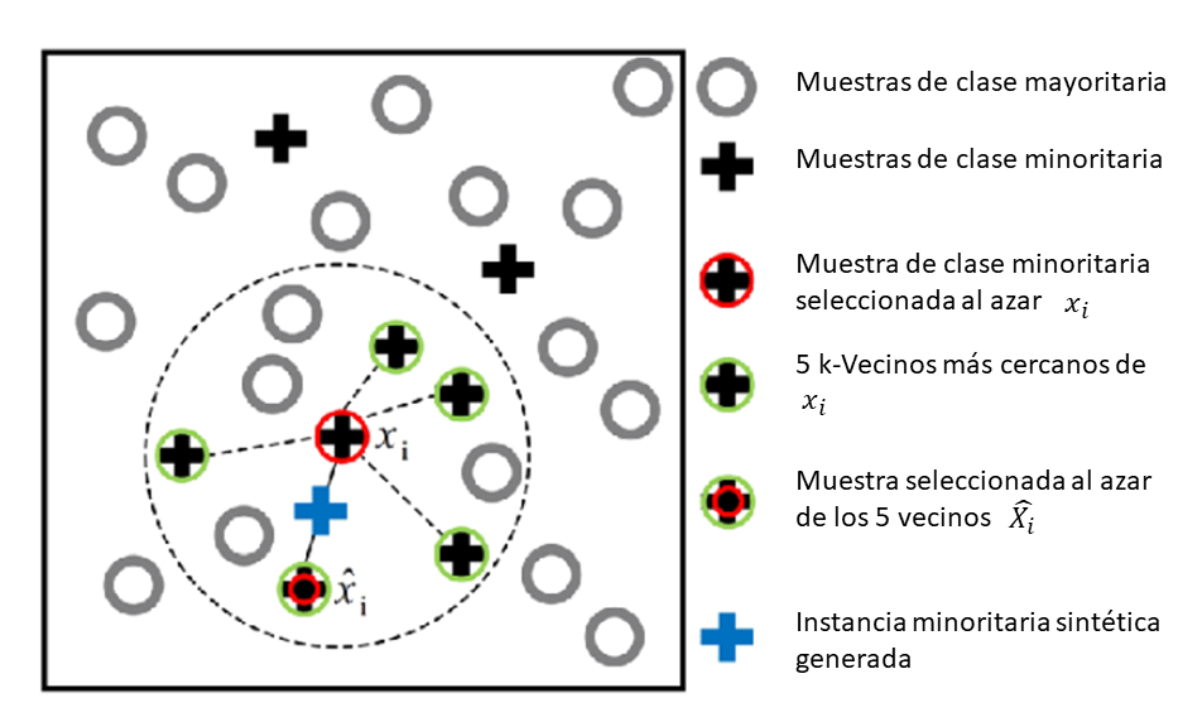 Muestras de clase mayoritaria
Muestras de clase minoritaria
Muestra de clase minoritaria
seleccionada al azar xᵢ
5 k-Vecinos más cercanos de
xᵢ
Muestra seleccionada al azar
de los 5 vecinos X̂ᵢ
Instancia minoritaria sintética
generada
xᵢ
x̂ᵢ